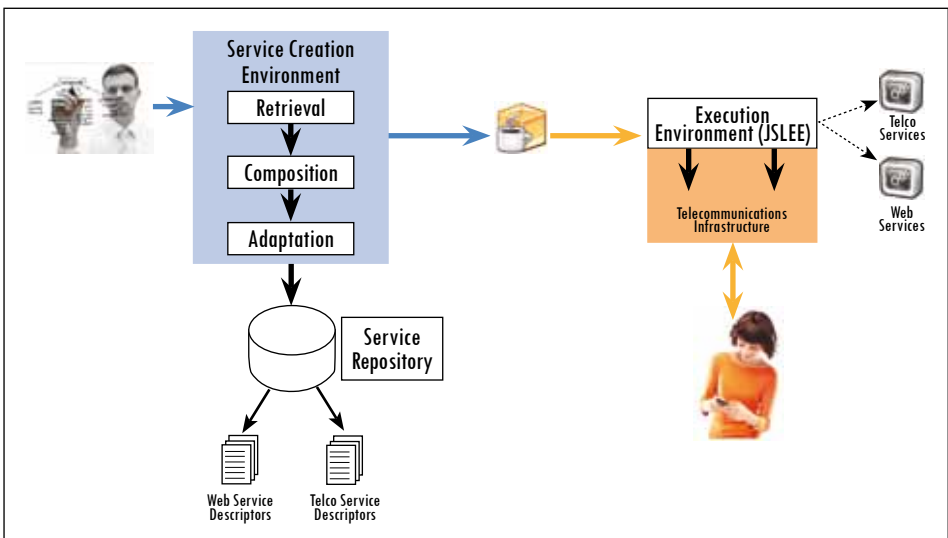 Service Creation
Environment
Retrieval
Composition
Adaptation
Service
Repository
Web Service
Descriptors
Telco Service
Descriptors
Execution
Environment (JSLEE)
Telecommunications
Infrastructure
Telco
Services
Web
Services